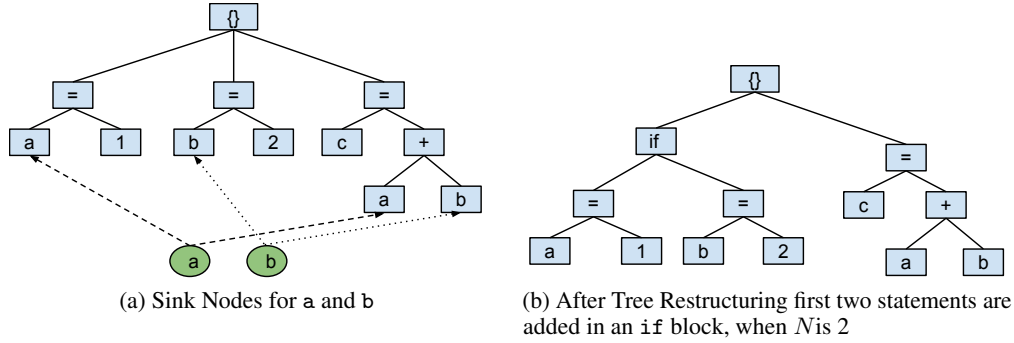 {}
= = =
a 1 b 2 c +
a b
a b
(a) Sink Nodes for a and b
{}
if =
= = c +
a 1 b 2 a b
(b) After Tree Restructuring first two statements are
added in an if block, when N is 2